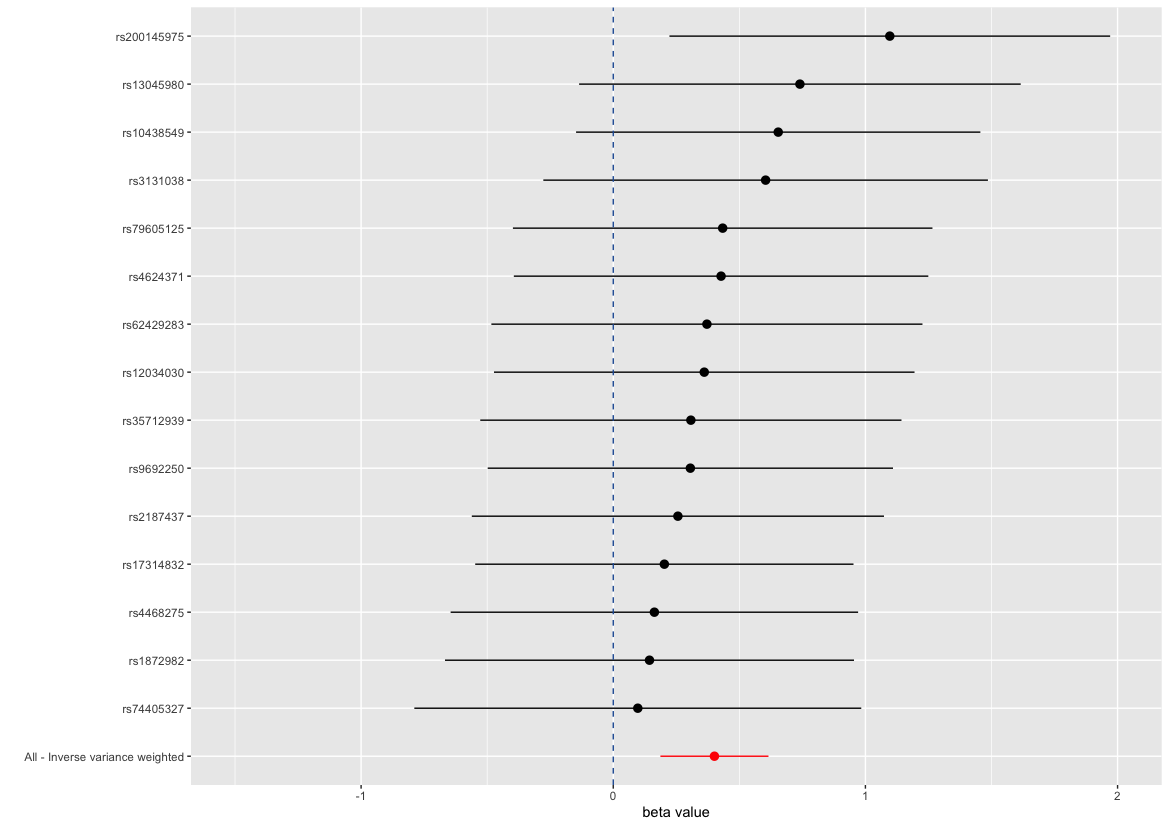 rs200145975
rs13045980
rs10438549
rs3131038
rs79605125
rs4624371
rs62429283
rs12034030
rs35712939
rs9692250
rs2187437
rs17314832
rs4468275
rs1872982
rs74405327
All - Inverse variance weighted
-1 0 1 2
beta value